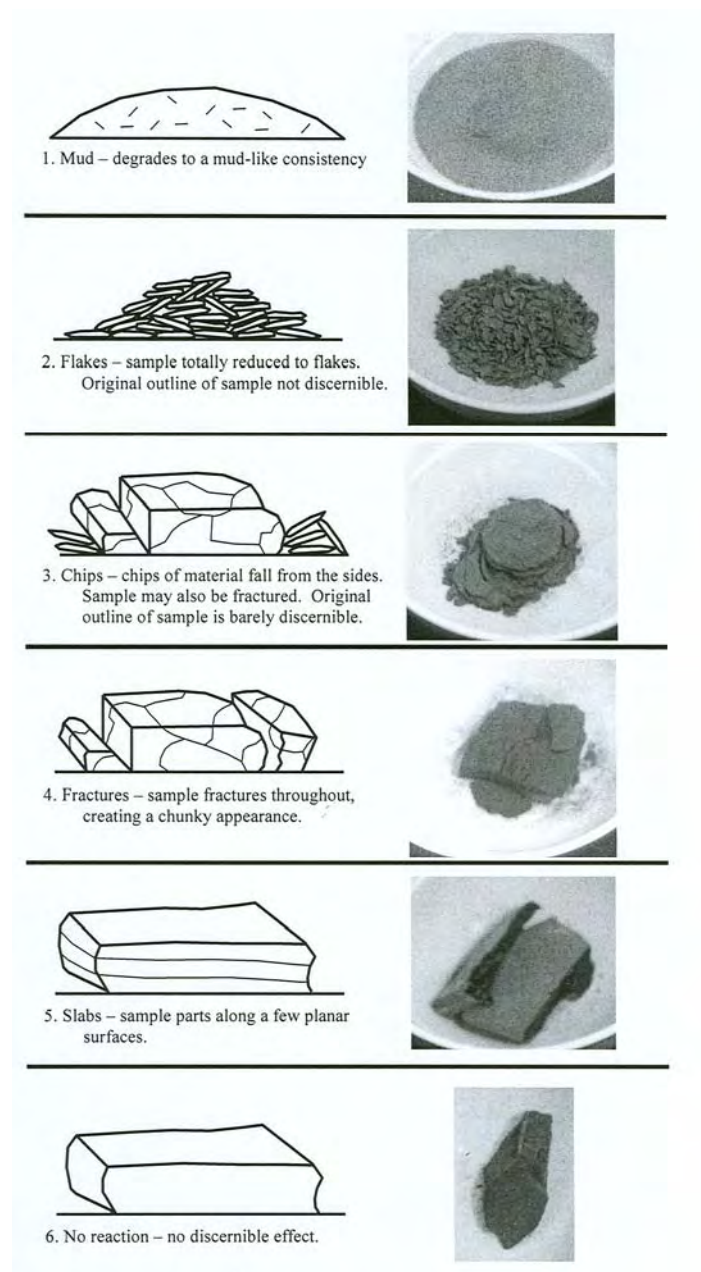 1. Mud – degrades to a mud-like consistency
2. Flakes – sample totally reduced to flakes.
Original outline of sample not discernible.
3. Chips – chips of material fall from the sides.
Sample may also be fractured. Original
outline of sample is barely discernible.
4. Fractures – sample fractures throughout,
creating a chunky appearance.
5. Slabs – sample parts along a few planar
surfaces.
6. No reaction – no discernible effect.